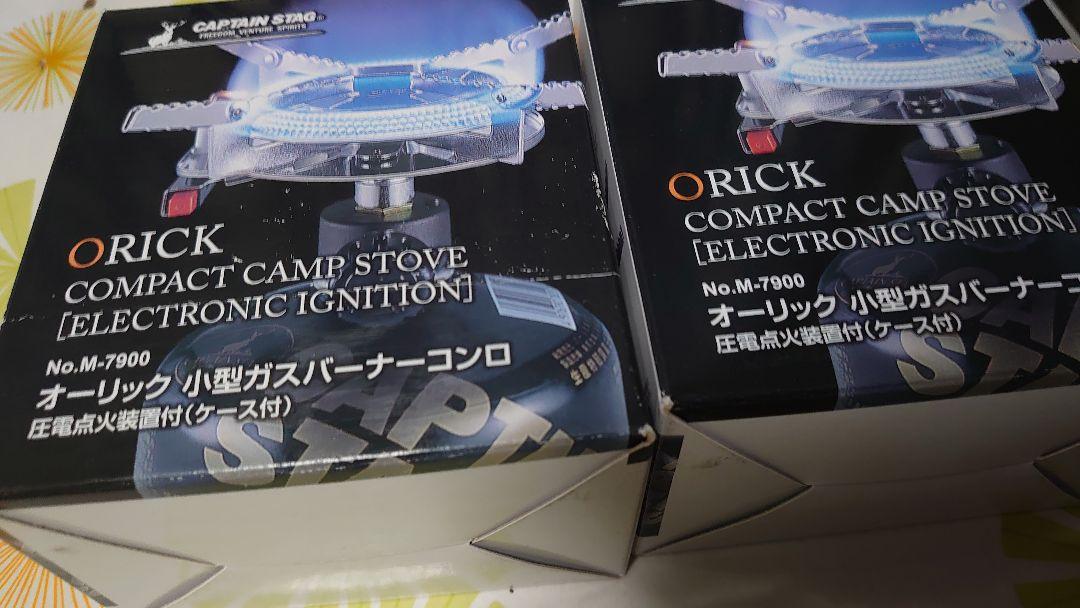 CAPTAIN STAG®
FREEDOM VENTURE SPIRITS
ORICK
COMPACT CAMP STOVE
[ELECTRONIC IGNITION]
No.M-7900
オーリック 小型ガスバーナーコンロ
圧電点火装置付(ケース付)
ORICK
COMPACT CAMP STOVE
[ELECTRONIC IGNITION]
No.M-7900
オーリック 小型ガスバーナーコ
圧電点火装置付(ケース付)